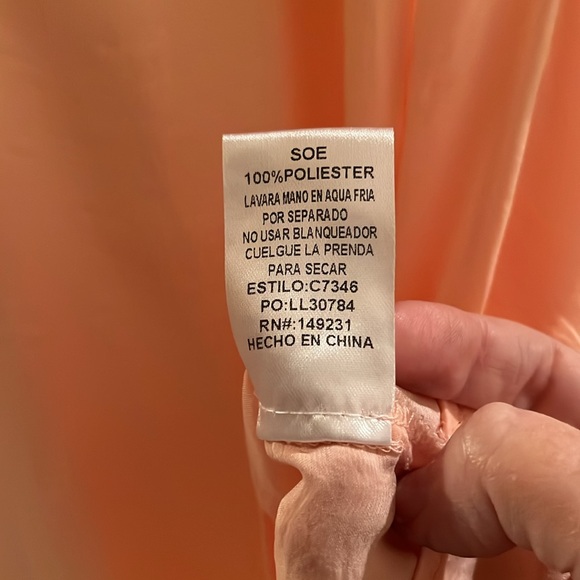 SOE
100%POLIESTER
LAVARA MANO EN AQUA FRIA
POR SEPARADO
NO USAR BLANQUEADOR
CUELGUE LA PRENDA
PARA SECAR
ESTILO:C7346
PO:LL30784
RN#:149231
HECHO EN CHINA